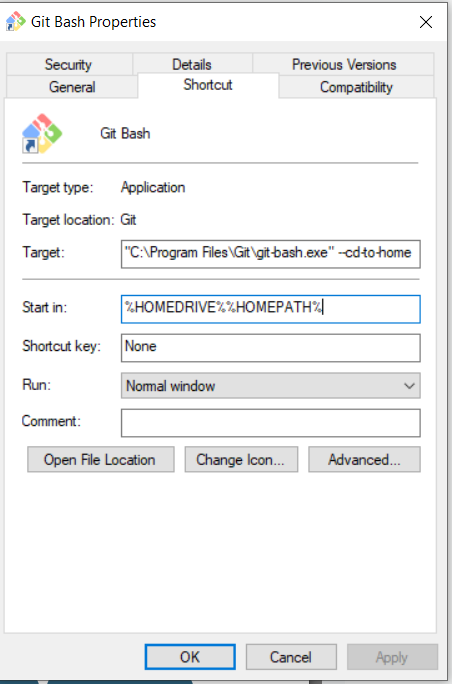 Git Bash Properties
Security Details Previous Versions
General Shortcut Compatibility
Git Bash
Target type: Application
Target location: Git
Target: "C:\Program Files\Git\git-bash.exe" --cd-to-home
Start in: %HOMEDRIVE%%HOMEPATH%
Shortcut key: None
Run: Normal window
Comment:
Open File Location Change Icon... Advanced...
OK Cancel Apply